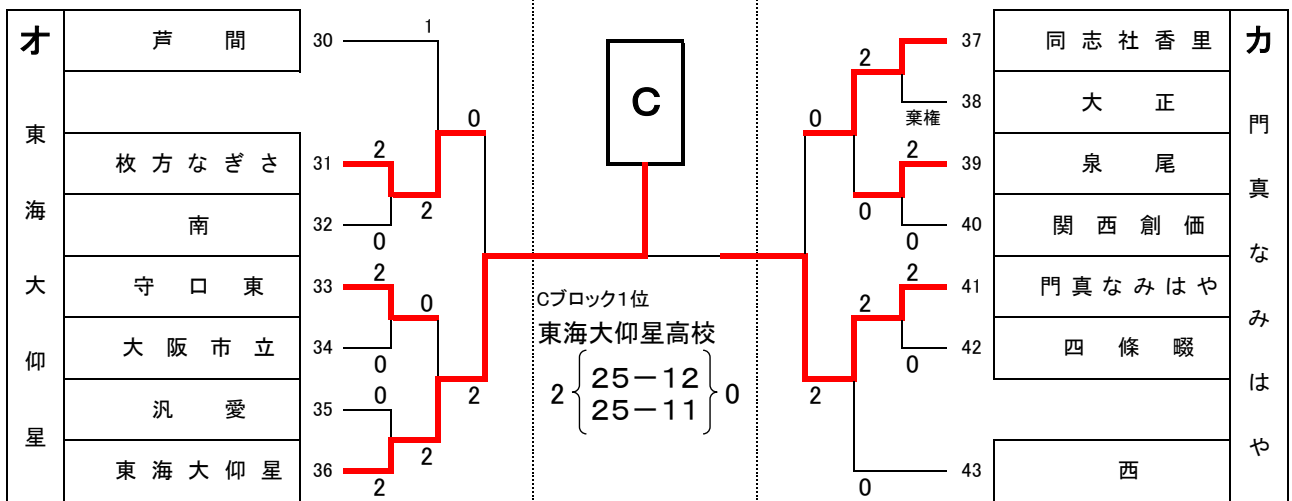 オ
東海大仰星
芦間 30 1
枚方なぎさ 31 2
南 32 0
2
0
守口東 33 2
大阪市立 34 0
0
汎愛 35 0
東海大仰星 36 2
2
2
C
Cブロック1位
東海大仰星高校
2 25-12 0
25-11
カ
門真なみはや
37 同志社香里
2
38 大正
棄権
0
39 泉尾 2
40 関西創価 0
0
41 門真なみはや 2
42 四條畷 0
2
2
43 西 0